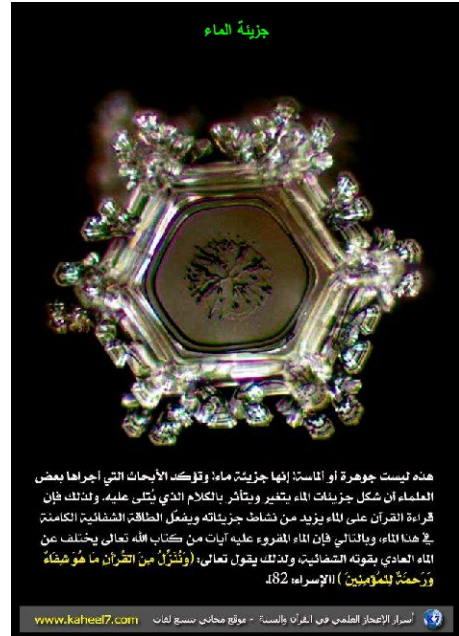 جزيئة الماء
هذه ليست جوهرة أو ألماسة! إنها جزيئة ماء! وتؤكد الأبحاث التي أجراها بعض
العلماء أن شكل جزيئات الماء يتغير ويتأثر بالكلام الذي يُتلى عليه. ولذلك فإن
قراءة القرآن على الماء يزيد من نشاط جزيئاته ويفعّل الطاقة الشفائية الكامنة
في هذا الماء، وبالتالي فإن الماء المقروء عليه آيات من كتاب الله تعالى يختلف عن
الماء العادي بقوته الشفائية، ولذلك يقول تعالى: (وَنُنَزِّلُ مِنَ الْقُرْآَنِ مَا هُوَ شِفَاءٌ
وَرَحْمَةٌ لِلْمُؤْمِنِينَ) [الإسراء: 82].
أسرار الإعجاز العلمي في القرآن والسنة - موقع مجاني بتسع لغات www.kaheel7.com